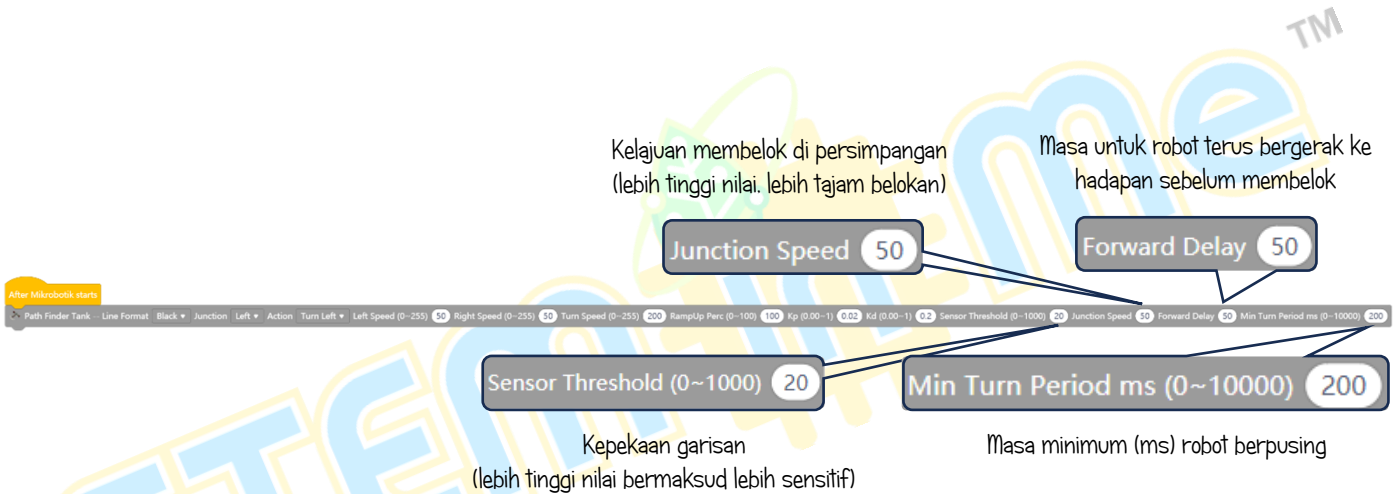 TM
STEM in Me
Kelajuan membelok di persimpangan
(lebih tinggi nilai. lebih tajam belokan)
Masa untuk robot terus bergerak ke
hadapan sebelum membelok
Junction Speed 50
Forward Delay 50
After Mikrobotik starts
Path Finder Tank -- Line Format Black Junction Left Action Turn Left Left Speed (0~255) 50 Right Speed (0~255) 50 Turn Speed (0~255) 200 RampUp Perc (0~100) 100 Kp (0.00~1) 0.02 Kd (0.00~1) 0.2 Sensor Threshold (0~1000) 20 Junction Speed 50 Forward Delay 50 Min Turn Period ms (0~10000) 200
Sensor Threshold (0~1000) 20
Min Turn Period ms (0~10000) 200
Kepekaan garisan
(lebih tinggi nilai bermaksud lebih sensitif)
Masa minimum (ms) robot berpusing